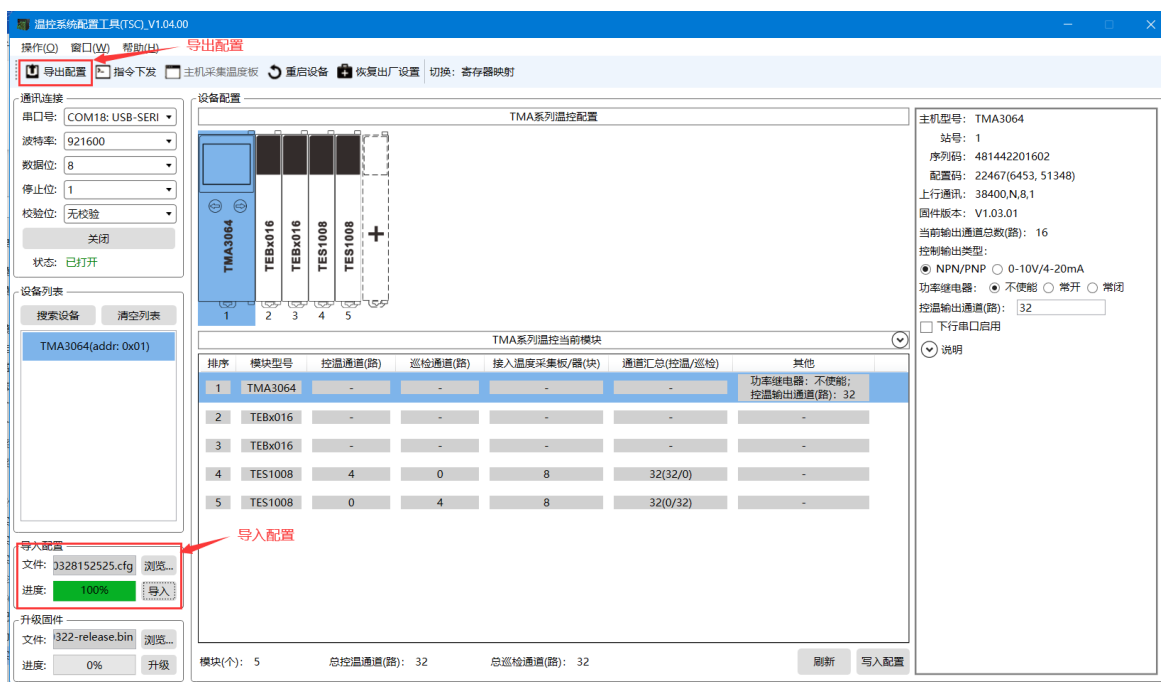 温控系统配置工具(TSC)_V1.04.00
操作(O) 窗口(W) 帮助(H)
导出配置
导出配置 指令下发 主机采集温度板 重启设备 恢复出厂设置 切换：寄存器映射
通讯连接
串口号: COM18: USB-SERI
波特率: 921600
数据位: 8
停止位: 1
校验位: 无校验
关闭
状态: 已打开
设备列表
搜索设备 清空列表
TMA3064(addr: 0x01)
导入配置
文件: 0328152525.cfg 浏览...
进度: 100% 导入
导入配置
升级固件
文件: 322-release.bin 浏览...
进度: 0% 升级
设备配置
TMA系列温控配置
TMA3064 TEBx016 TEBx016 TES1008 TES1008 +
1 2 3 4 5
TMA系列温控当前模块
排序 模块型号 控温通道(路) 巡检通道(路) 接入温度采集板/器(块) 通道汇总(控温/巡检) 其他
1 TMA3064 - - - - 功率继电器：不使能;
控温输出通道(路)：32
2 TEBx016 - - - - -
3 TEBx016 - - - - -
4 TES1008 4 0 8 32(32/0) -
5 TES1008 0 4 8 32(0/32) -
模块(个): 5 总控温通道(路): 32 总巡检通道(路): 32 刷新 写入配置
主机型号: TMA3064
站号: 1
序列码: 481442201602
配置码: 22467(6453, 51348)
上行通讯: 38400,N,8,1
固件版本: V1.03.01
当前输出通道总数(路): 16
控制输出类型:
NPN/PNP 0-10V/4-20mA
功率继电器: 不使能 常开 常闭
控温输出通道(路): 32
下行串口启用
说明